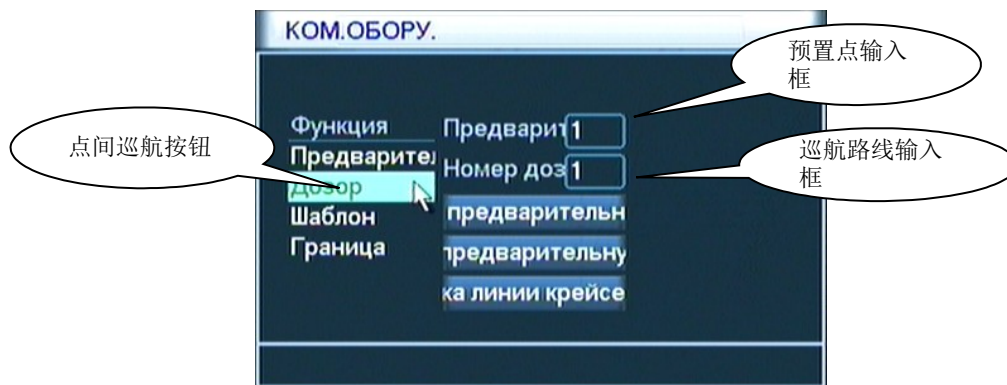 КОМ.ОБОРУ.
预置点输入
框
点间巡航按钮
巡航路线输入
框
Функция
Предварител
Дозор
Шаблон
Граница
Предварит 1
Номер доз 1
предварительн
предварительну
ка линии крейсе